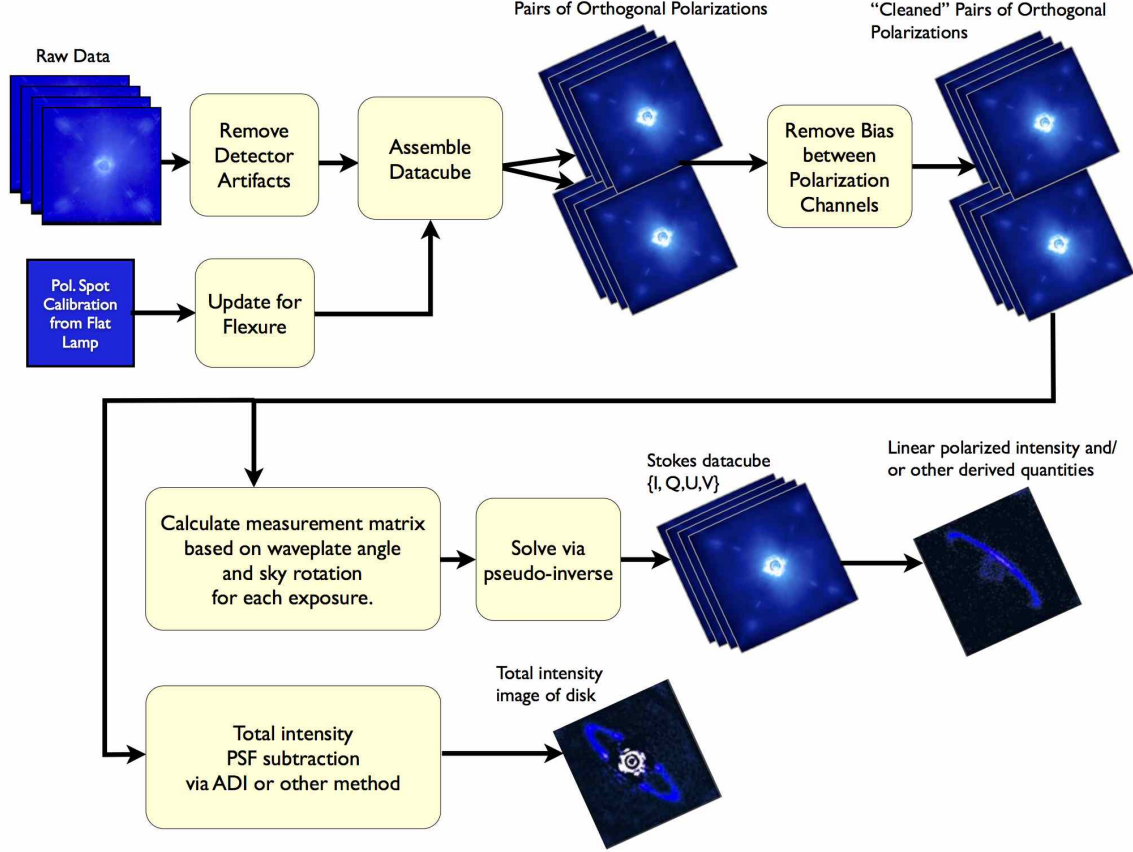 Pairs of Orthogonal Polarizations
“Cleaned” Pairs of Orthogonal
Polarizations
Raw Data
Remove
Detector
Artifacts
Assemble
Datacube
Remove Bias
between
Polarization
Channels
Pol. Spot
Calibration
from Flat
Lamp
Update for
Flexure
Linear polarized intensity and/
or other derived quantities
Stokes datacube
{I, Q,U,V}
Calculate measurement matrix
based on waveplate angle
and sky rotation
for each exposure.
Solve via
pseudo-inverse
Total intensity
image of disk
Total intensity
PSF subtraction
via ADI or other method